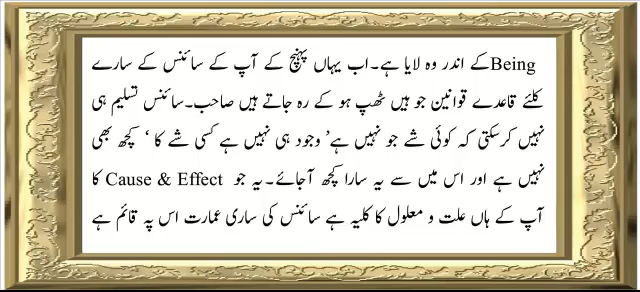 Beingکے اندر وہ لایا ہے۔اب یہاں پہنچ کے آپ کے سائنس کے سارے
کلئے قاعدے قوانین جو ہیں ٹھپ ہو کے رہ جاتے ہیں صاحب۔سائنس تسلیم ہی
نہیں کرسکتی کہ کوئی شے جو نہیں ہے’ وجود ہی نہیں ہے کسی شے کا ‘ کچھ بھی
نہیں ہے اور اس میں سے یہ سارا کچھ آجائے۔یہ جو Cause & Effect کا
آپ کے ہاں علت و معلول کا کلیہ ہے سائنس کی ساری عمارت اس پہ قائم ہے